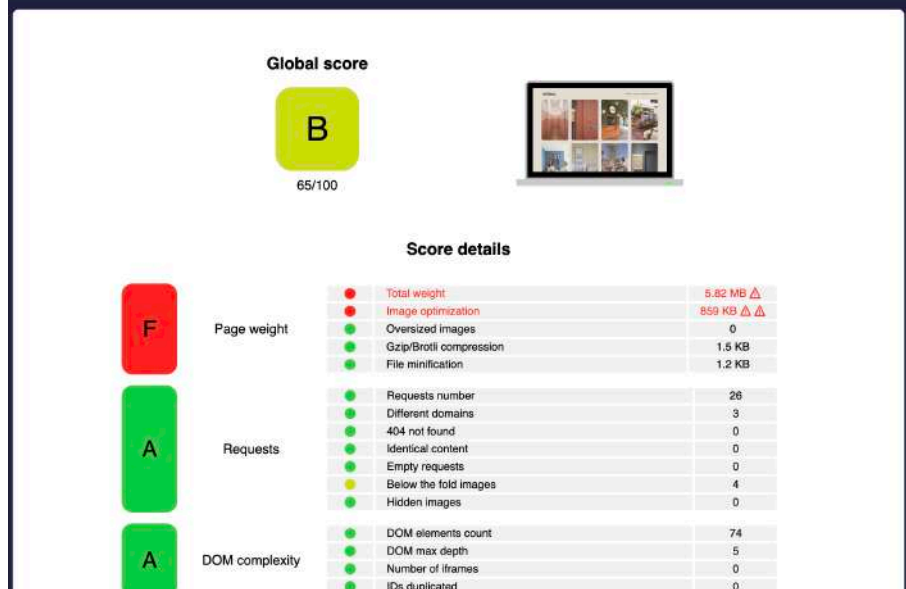 Global score
B
65/100
Score details
F
Page weight
Total weight 5.82 MB
Image optimization 859 KB
Oversized images 0
Gzip/Brotli compression 1.5 KB
File minification 1.2 KB
A
Requests
Requests number 26
Different domains 3
404 not found 0
Identical content 0
Empty requests 0
Below the fold images 4
Hidden images 0
A
DOM complexity
DOM elements count 74
DOM max depth 5
Number of iframes 0
IDs duplicated 0